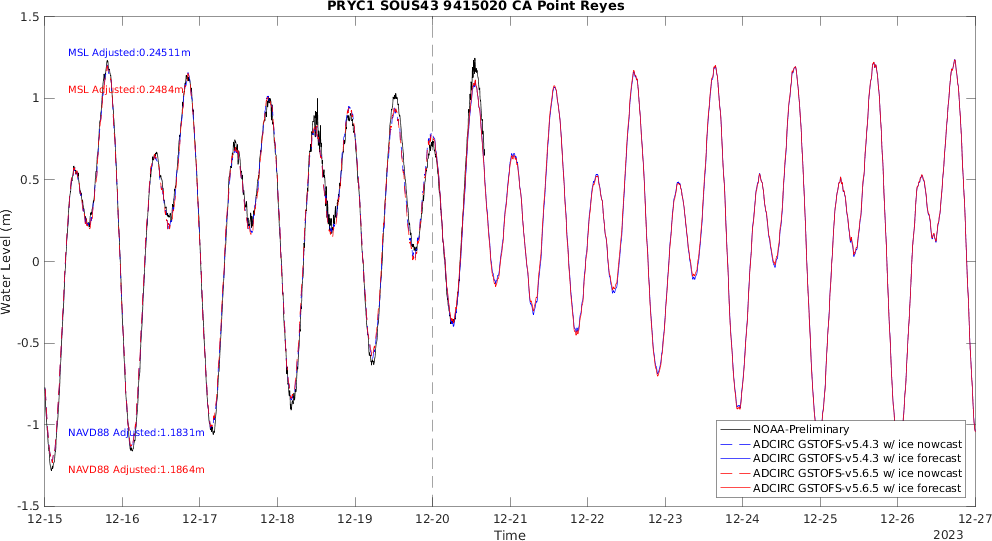 PRYC1 SOUS43 9415020 CA Point Reyes
1.5
1
0.5
0
-0.5
-1
-1.5
Water Level (m)
MSL Adjusted:0.24511m
MSL Adjusted:0.2484m
NAVD88 Adjusted:1.1831m
NAVD88 Adjusted:1.1864m
NOAA-Preliminary
ADCIRC GSTOFS-v5.4.3 w/ ice nowcast
ADCIRC GSTOFS-v5.4.3 w/ ice forecast
ADCIRC GSTOFS-v5.6.5 w/ ice nowcast
ADCIRC GSTOFS-v5.6.5 w/ ice forecast
12-15 12-16 12-17 12-18 12-19 12-20 12-21 12-22 12-23 12-24 12-25 12-26 12-27
Time
2023